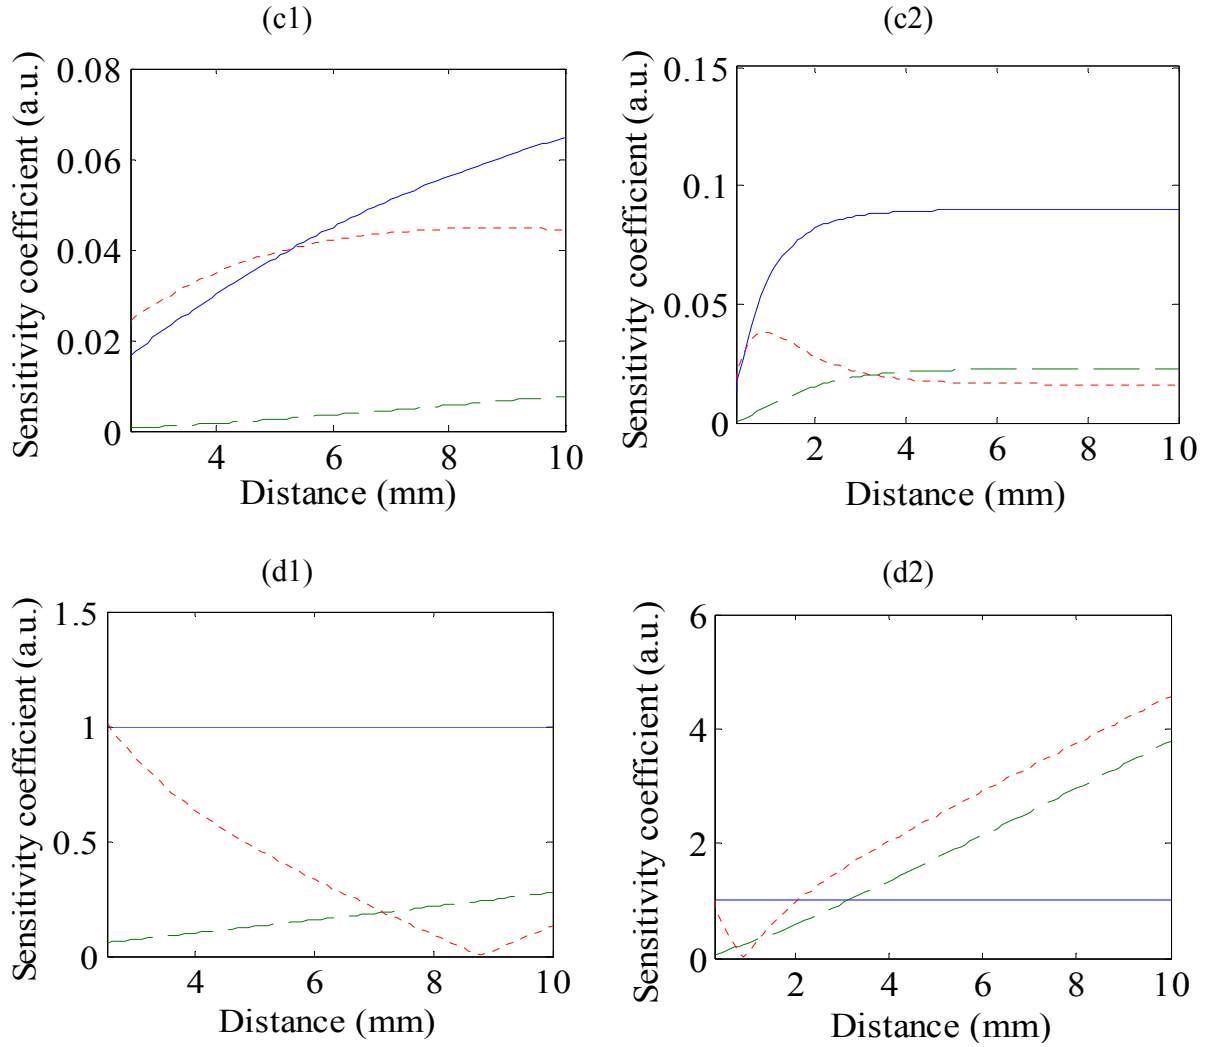 (c1)
Sensitivity coefficient (a.u.)
0.08
0.06
0.04
0.02
0
4
6
8
10
Distance (mm)
(c2)
Sensitivity coefficient (a.u.)
0.15
0.1
0.05
0
2
4
6
8
10
Distance (mm)
(d1)
Sensitivity coefficient (a.u.)
1.5
1
0.5
0
4
6
8
10
Distance (mm)
(d2)
Sensitivity coefficient (a.u.)
6
4
2
0
2
4
6
8
10
Distance (mm)